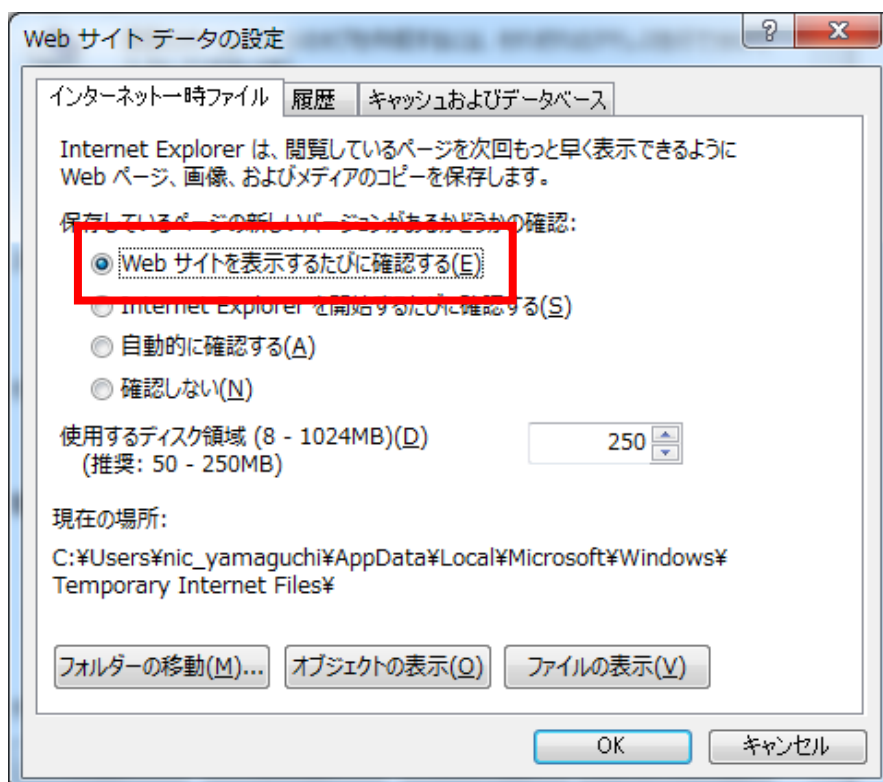 Web サイト データの設定
インターネット一時ファイル 履歴 キャッシュおよびデータベース
Internet Explorer は、閲覧しているページを次回もっと早く表示できるように
Web ページ、画像、およびメディアのコピーを保存します。
保存しているページの新しいバージョンがあるかどうかの確認:
Web サイトを表示するたびに確認する(E)
Internet Explorer を開始するたびに確認する(S)
自動的に確認する(A)
確認しない(N)
使用するディスク領域 (8 - 1024MB)(D) 250
(推奨: 50 - 250MB)
現在の場所:
C:¥Users¥nic_yamaguchi¥AppData¥Local¥Microsoft¥Windows¥
Temporary Internet Files¥
フォルダーの移動(M)... オブジェクトの表示(O) ファイルの表示(V)
OK キャンセル